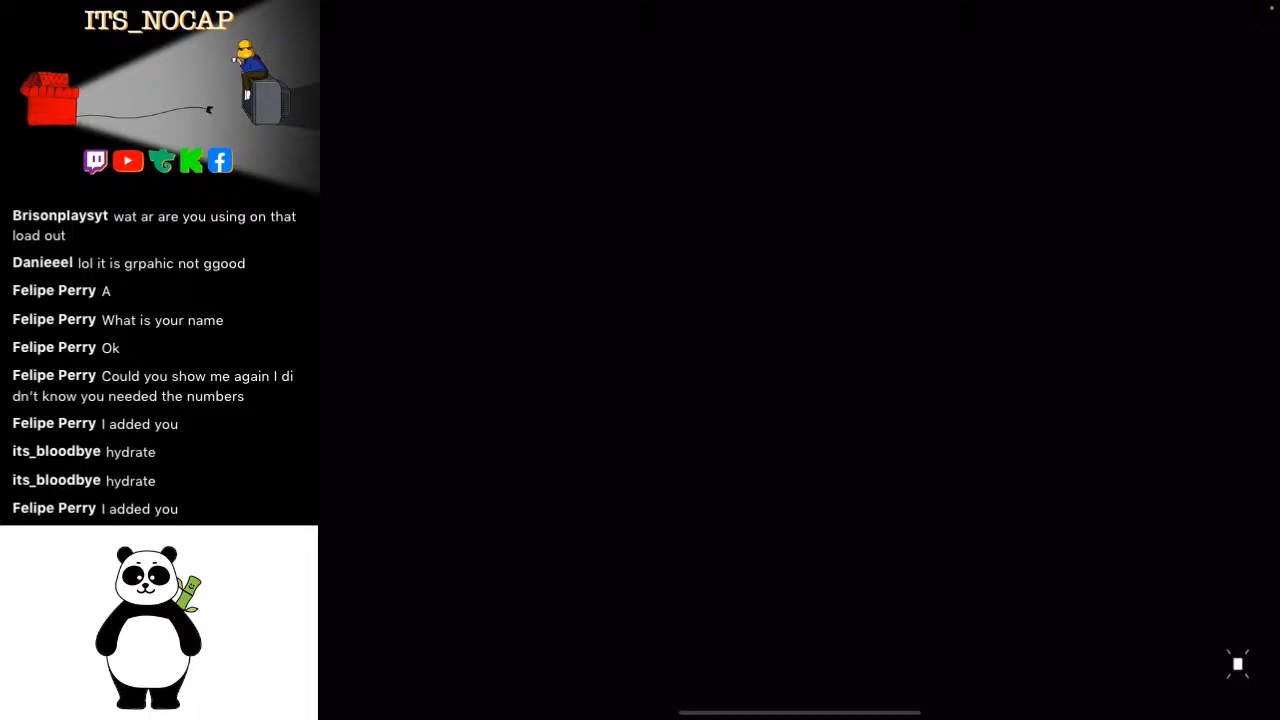 ITS_NOCAP
Brisonplaysyt wat ar are you using on that
load out
Danieeel lol it is grpahic not ggood
Felipe Perry A
Felipe Perry What is your name
Felipe Perry Ok
Felipe Perry Could you show me again I di
dn't know you needed the numbers
Felipe Perry I added you
its_bloodbye hydrate
its_bloodbye hydrate
Felipe Perry I added you